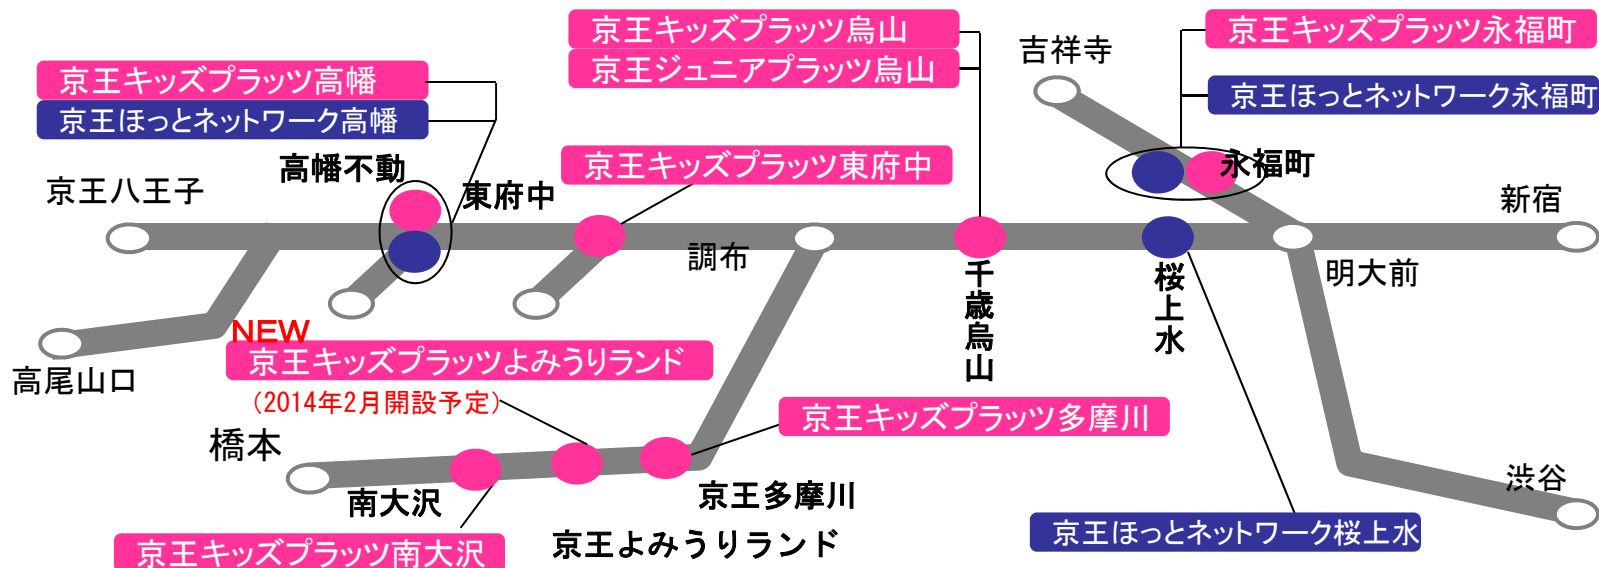 京王キッズプラッツ烏山
京王ジュニアプラッツ烏山
京王キッズプラッツ永福町
京王ほっとネットワーク永福町
吉祥寺
京王キッズプラッツ高幡
京王ほっとネットワーク高幡
高幡不動
京王キッズプラッツ東府中
永福町
京王八王子
東府中
新宿
調布
千歳烏山
桜上水
明大前
NEW
京王キッズプラッツよみうりランド
(2014年2月開設予定)
高尾山口
京王キッズプラッツ多摩川
橋本
南大沢
京王多摩川
渋谷
京王キッズプラッツ南大沢
京王よみうりランド
京王ほっとネットワーク桜上水